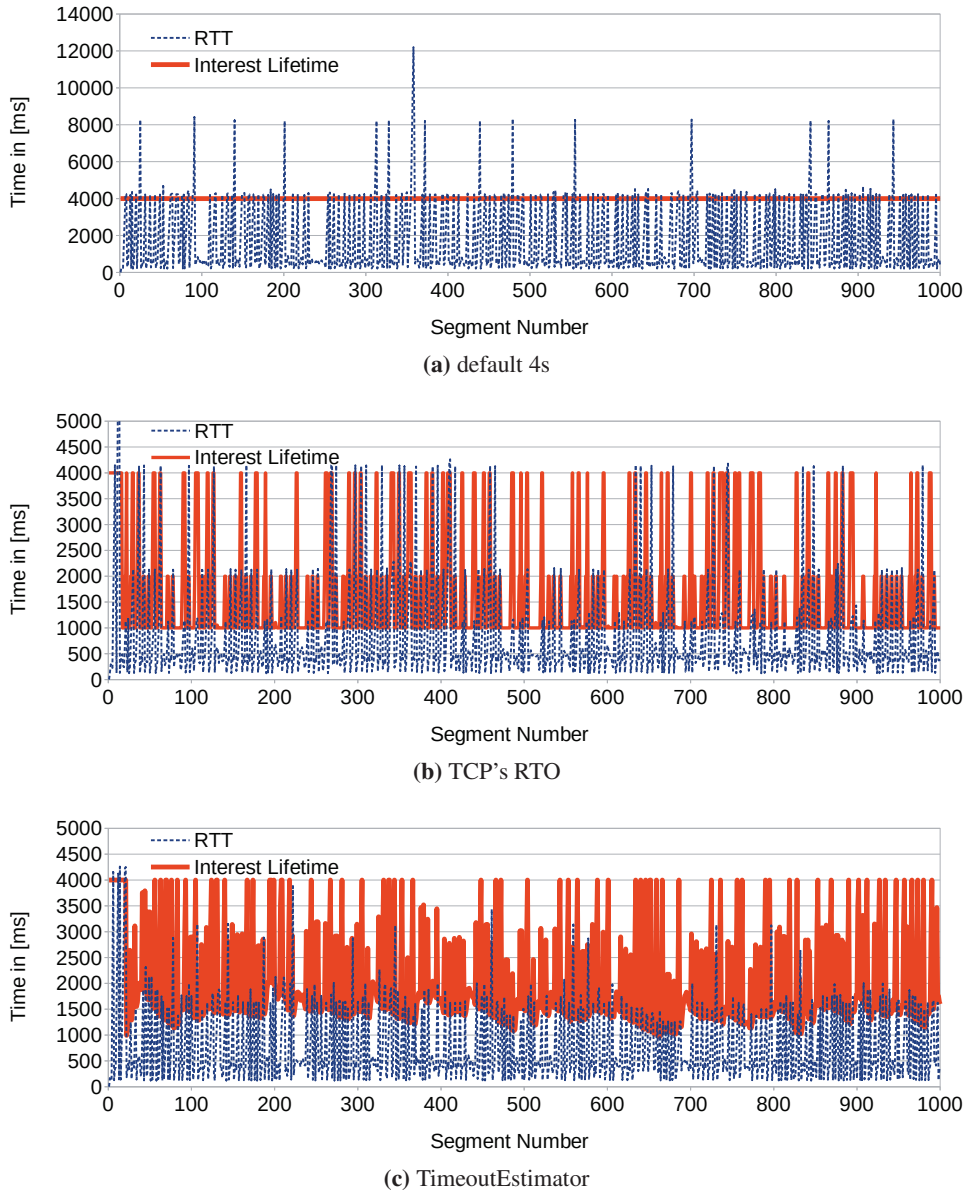 14000
12000
10000
8000
6000
4000
2000
0
Time in [ms]
RTT
Interest Lifetime
0 100 200 300 400 500 600 700 800 900 1000
Segment Number
(a) default 4s
5000
4500
4000
3500
3000
2500
2000
1500
1000
500
0
Time in [ms]
RTT
Interest Lifetime
0 100 200 300 400 500 600 700 800 900 1000
Segment Number
(b) TCP's RTO
5000
4500
4000
3500
3000
2500
2000
1500
1000
500
0
Time in [ms]
RTT
Interest Lifetime
0 100 200 300 400 500 600 700 800 900 1000
Segment Number
(c) TimeoutEstimator